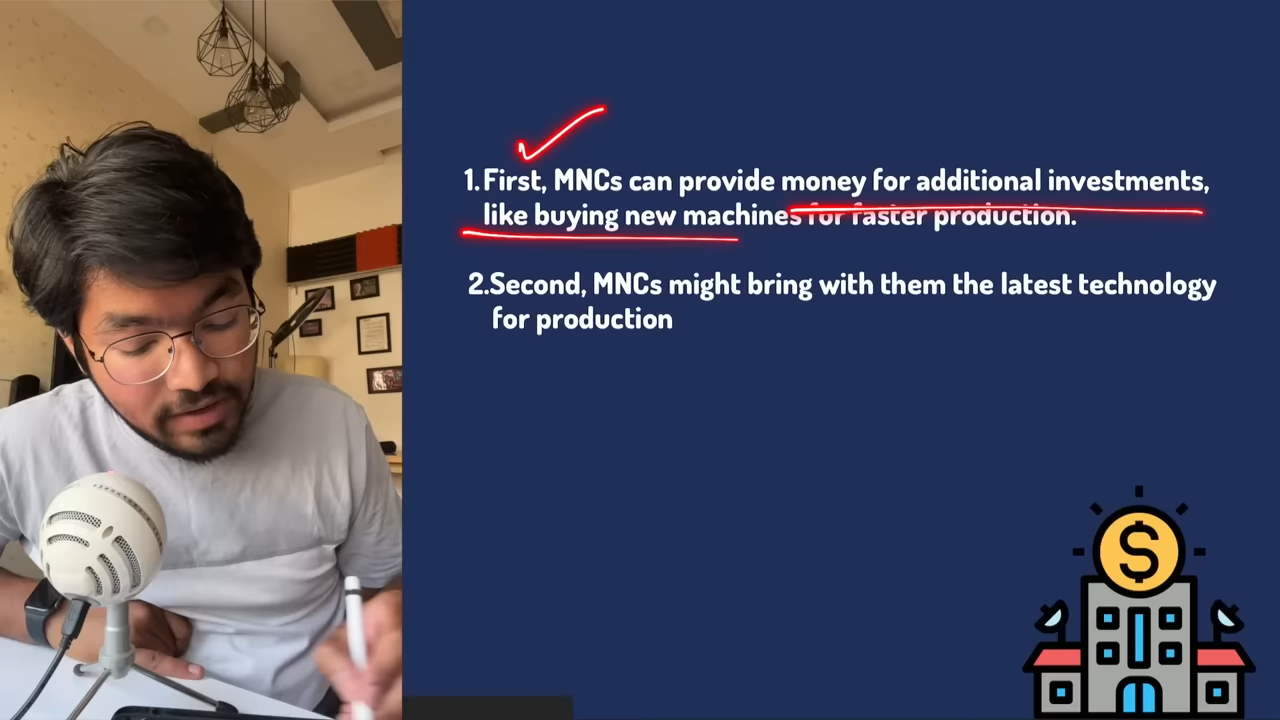 1. First, MNCs can provide money for additional investments,
like buying new machines for faster production.
2.Second, MNCs might bring with them the latest technology
for production
$